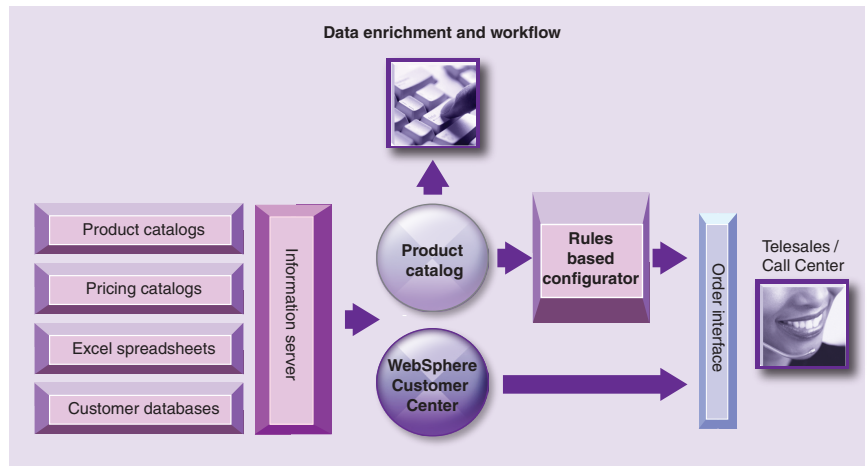 Data enrichment and workflow
Product catalogs
Pricing catalogs
Excel spreadsheets
Customer databases
Information server
Product
catalog
WebSphere
Customer
Center
Rules
based
configurator
Order interface
Telesales /
Call Center